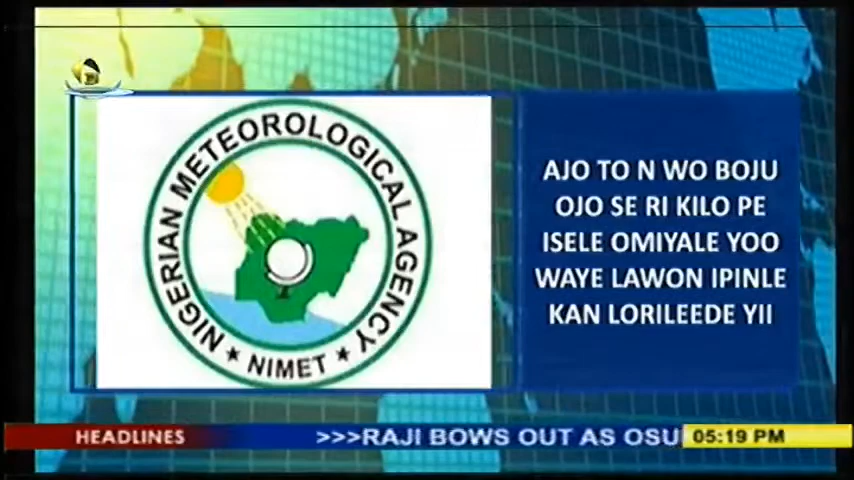 NIGERIAN METEOROLOGICAL AGENCY
★ NIMET ★
AJO TO N WO BOJU
OJO SE RI KILO PE
ISELE OMIYALE YOO
WAYE LAWON IPINLE
KAN LORILEEDE YII
HEADLINES
>>>RAJI BOWS OUT AS OSU
05:19 PM